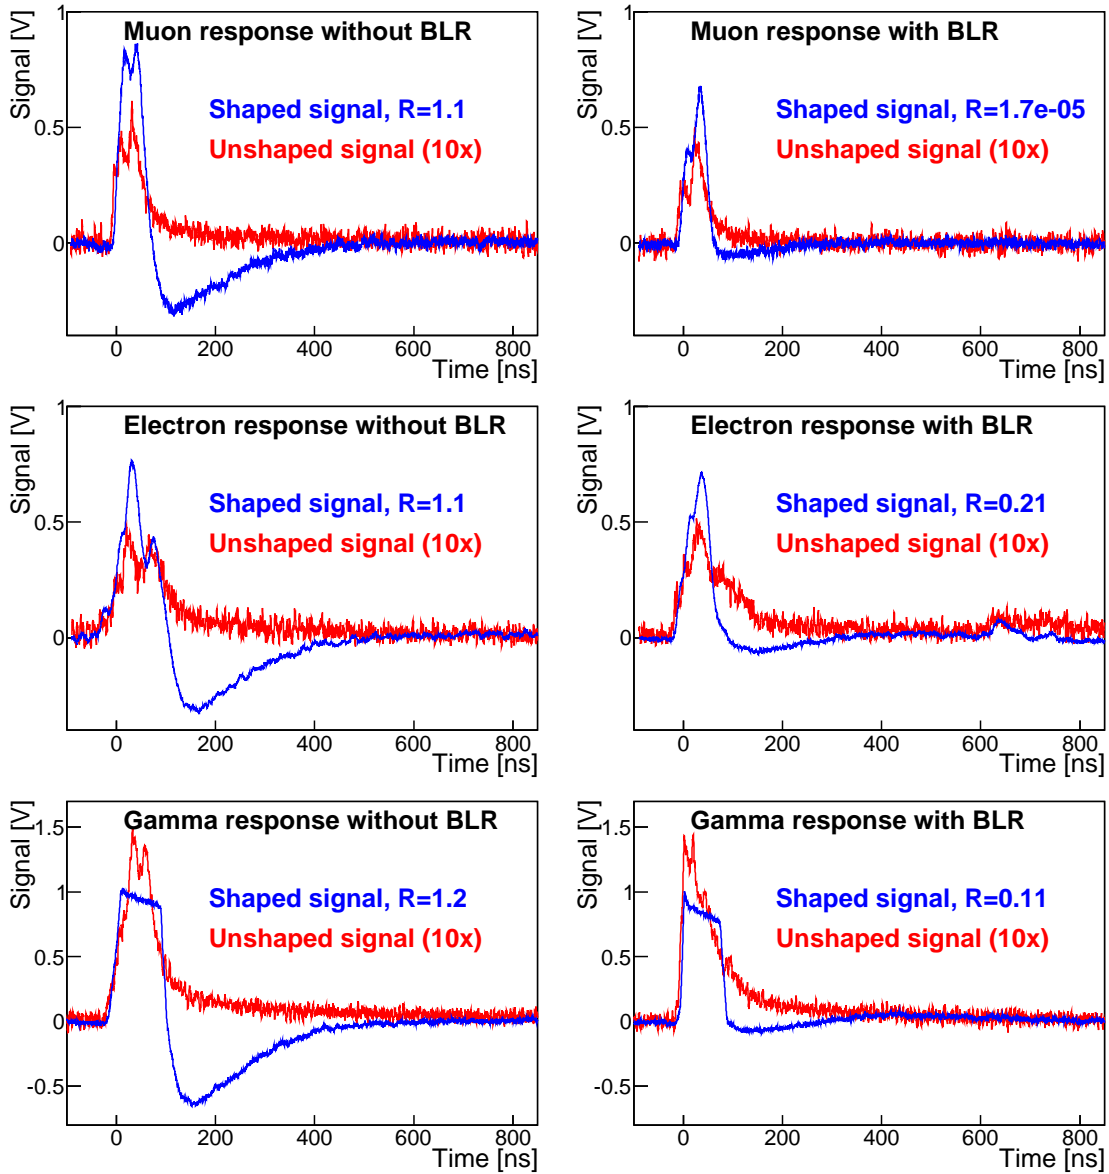 Muon response without BLR
Signal [V]
1
0.5
0
Shaped signal, R=1.1
Unshaped signal (10x)
0 200 400 600 800
Time [ns]
Muon response with BLR
Signal [V]
1
0.5
0
Shaped signal, R=1.7e-05
Unshaped signal (10x)
0 200 400 600 800
Time [ns]
Electron response without BLR
Signal [V]
1
0.5
0
Shaped signal, R=1.1
Unshaped signal (10x)
0 200 400 600 800
Time [ns]
Electron response with BLR
Signal [V]
1
0.5
0
Shaped signal, R=0.21
Unshaped signal (10x)
0 200 400 600 800
Time [ns]
Gamma response without BLR
Signal [V]
1.5
1
0.5
0
-0.5
Shaped signal, R=1.2
Unshaped signal (10x)
0 200 400 600 800
Time [ns]
Gamma response with BLR
Signal [V]
1.5
1
0.5
0
-0.5
Shaped signal, R=0.11
Unshaped signal (10x)
0 200 400 600 800
Time [ns]